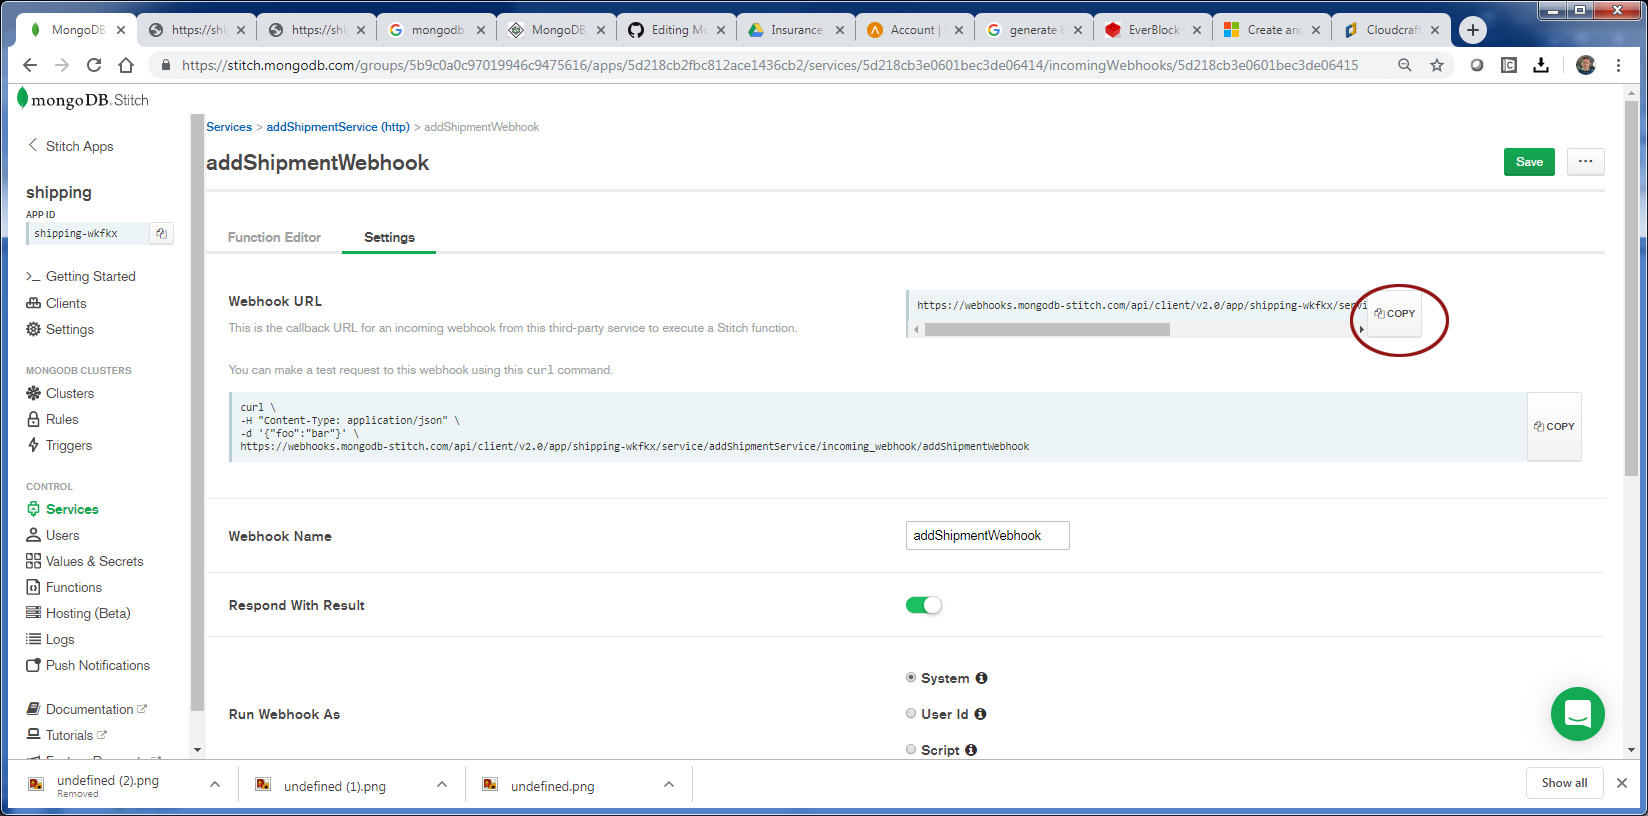 MongoDB
https://shi
https://shi
mongodb
MongoDB
Editing Mo
Insurance
Account |
generate
EverBlock
Create and
Cloudcraft
https://stitch.mongodb.com/groups/5b9c0a0c97019946c9475616/apps/5d218cb2fbc812ace1436cb2/services/5d218cb3e0601bec3de06414/incomingWebhooks/5d218cb3e0601bec3de06415
mongoDB. Stitch
Stitch Apps
shipping
APP ID
shipping-wkfkx
>_ Getting Started
Clients
Settings
MONGODB CLUSTERS
Clusters
Rules
Triggers
CONTROL
Services
Users
Values & Secrets
Functions
Hosting (Beta)
Logs
Push Notifications
Documentation
Tutorials
Services > addShipmentService (http) > addShipmentWebhook
addShipmentWebhook
Save
...
Function Editor
Settings
Webhook URL
This is the callback URL for an incoming webhook from this third-party service to execute a Stitch function.
https://webhooks.mongodb-stitch.com/api/client/v2.0/app/shipping-wkfkx/servi
COPY
You can make a test request to this webhook using this curl command.
curl \
-H "Content-Type: application/json" \
-d '{"foo":"bar"}' \
https://webhooks.mongodb-stitch.com/api/client/v2.0/app/shipping-wkfkx/service/addShipmentService/incoming_webhook/addShipmentWebhook
COPY
Webhook Name
addShipmentWebhook
Respond With Result
Run Webhook As
System
User Id
Script
undefined (2).png
Removed
undefined (1).png
undefined.png
Show all